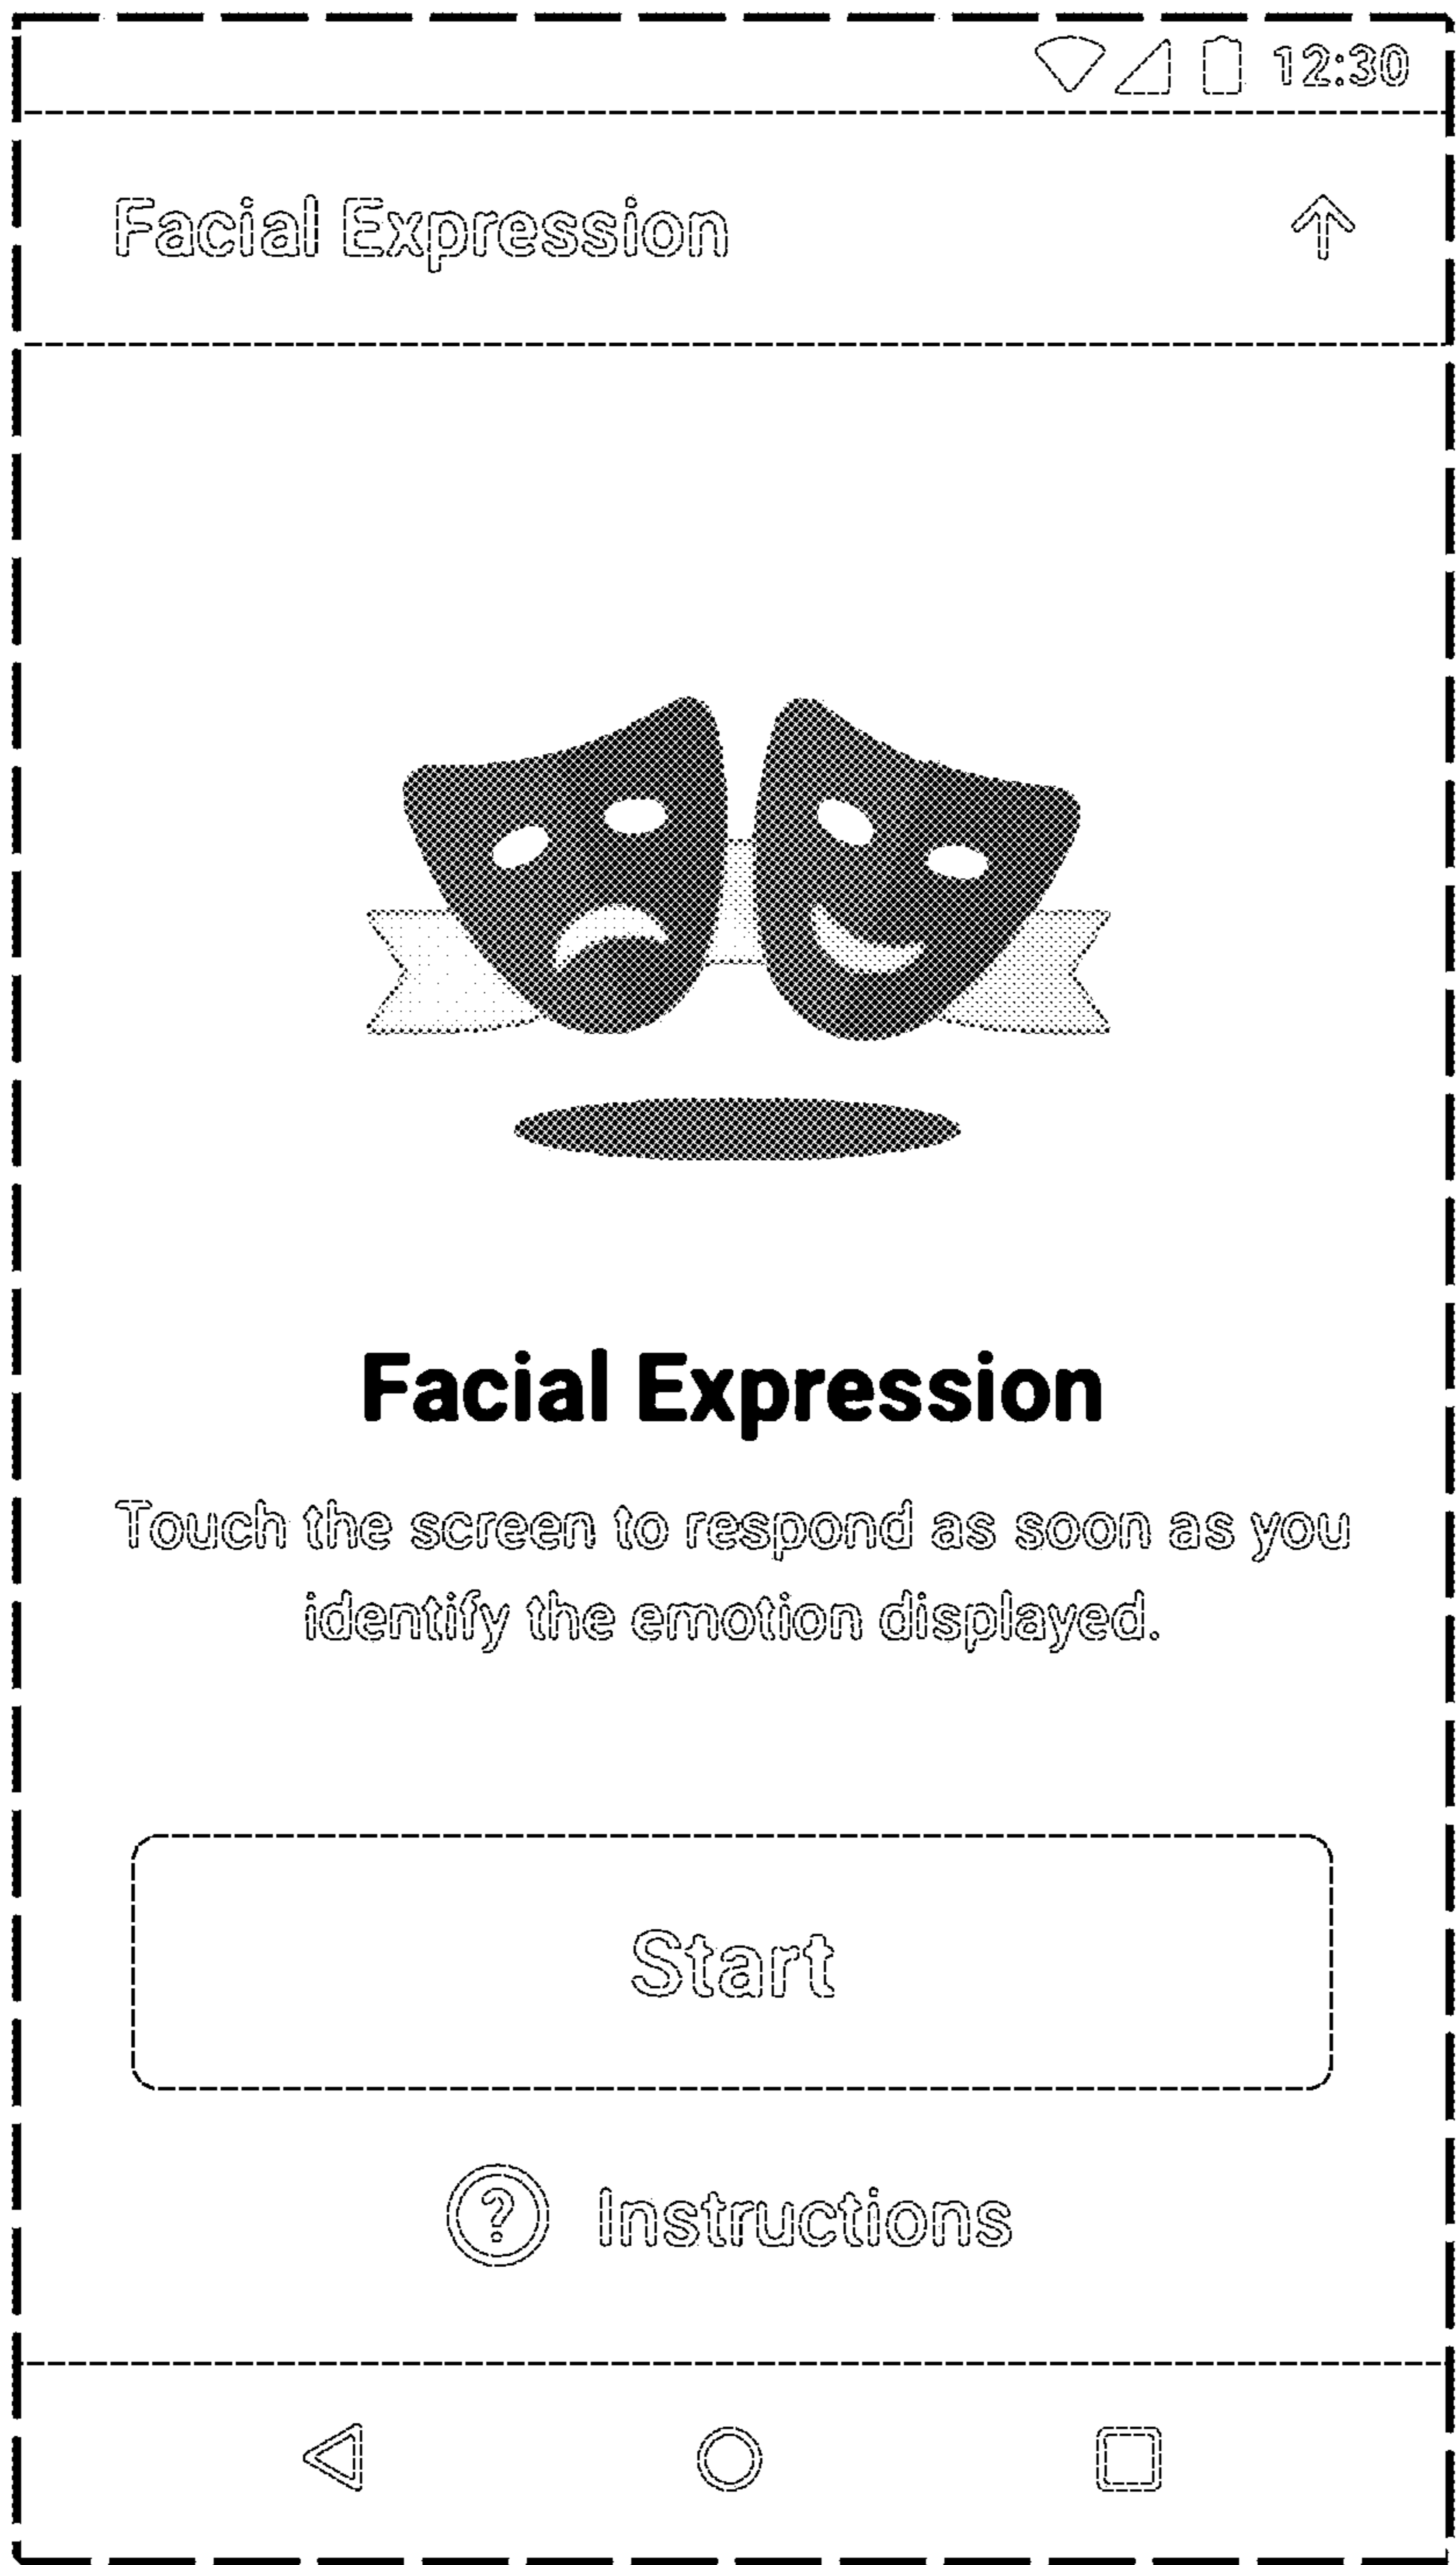 12:30
Facial Expression
Facial Expression
Touch the screen to respond as soon as you
identify the emotion displayed.
Start
? Instructions